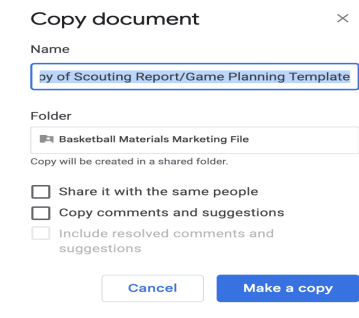 Copy document
Name
py of Scouting Report/Game Planning Template
Folder
Basketball Materials Marketing File
Copy will be created in a shared folder.
Share it with the same people
Copy comments and suggestions
Include resolved comments and
suggestions
Cancel
Make a copy